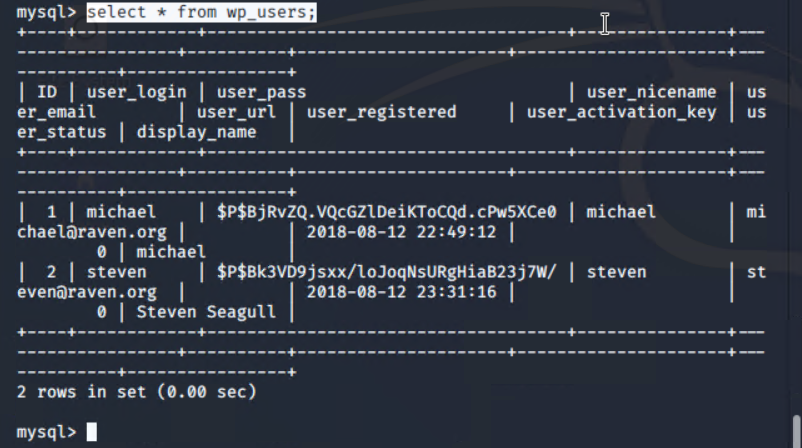 mysql> select * from wp_users;
+----+------------+------------------------------------+---------------+---
----------------+----------+---------------------+---------------------+---
----------+----------------+
| ID | user_login | user_pass                          | user_nicename | us
er_email        | user_url | user_registered     | user_activation_key | us
er_status | display_name   |
+----+------------+------------------------------------+---------------+---
----------------+----------+---------------------+---------------------+---
----------+----------------+
|  1 | michael    | $P$BjRvZQ.VQcGZlDeiKToCQd.cPw5XCe0 | michael       | mi
chael@raven.org |          | 2018-08-12 22:49:12 |                     |
        0 | michael        |
|  2 | steven     | $P$Bk3VD9jsxx/loJoqNsURgHiaB23j7W/ | steven        | st
even@raven.org  |          | 2018-08-12 23:31:16 |                     |
        0 | Steven Seagull |
+----+------------+------------------------------------+---------------+---
----------------+----------+---------------------+---------------------+---
----------+----------------+
2 rows in set (0.00 sec)
mysql>